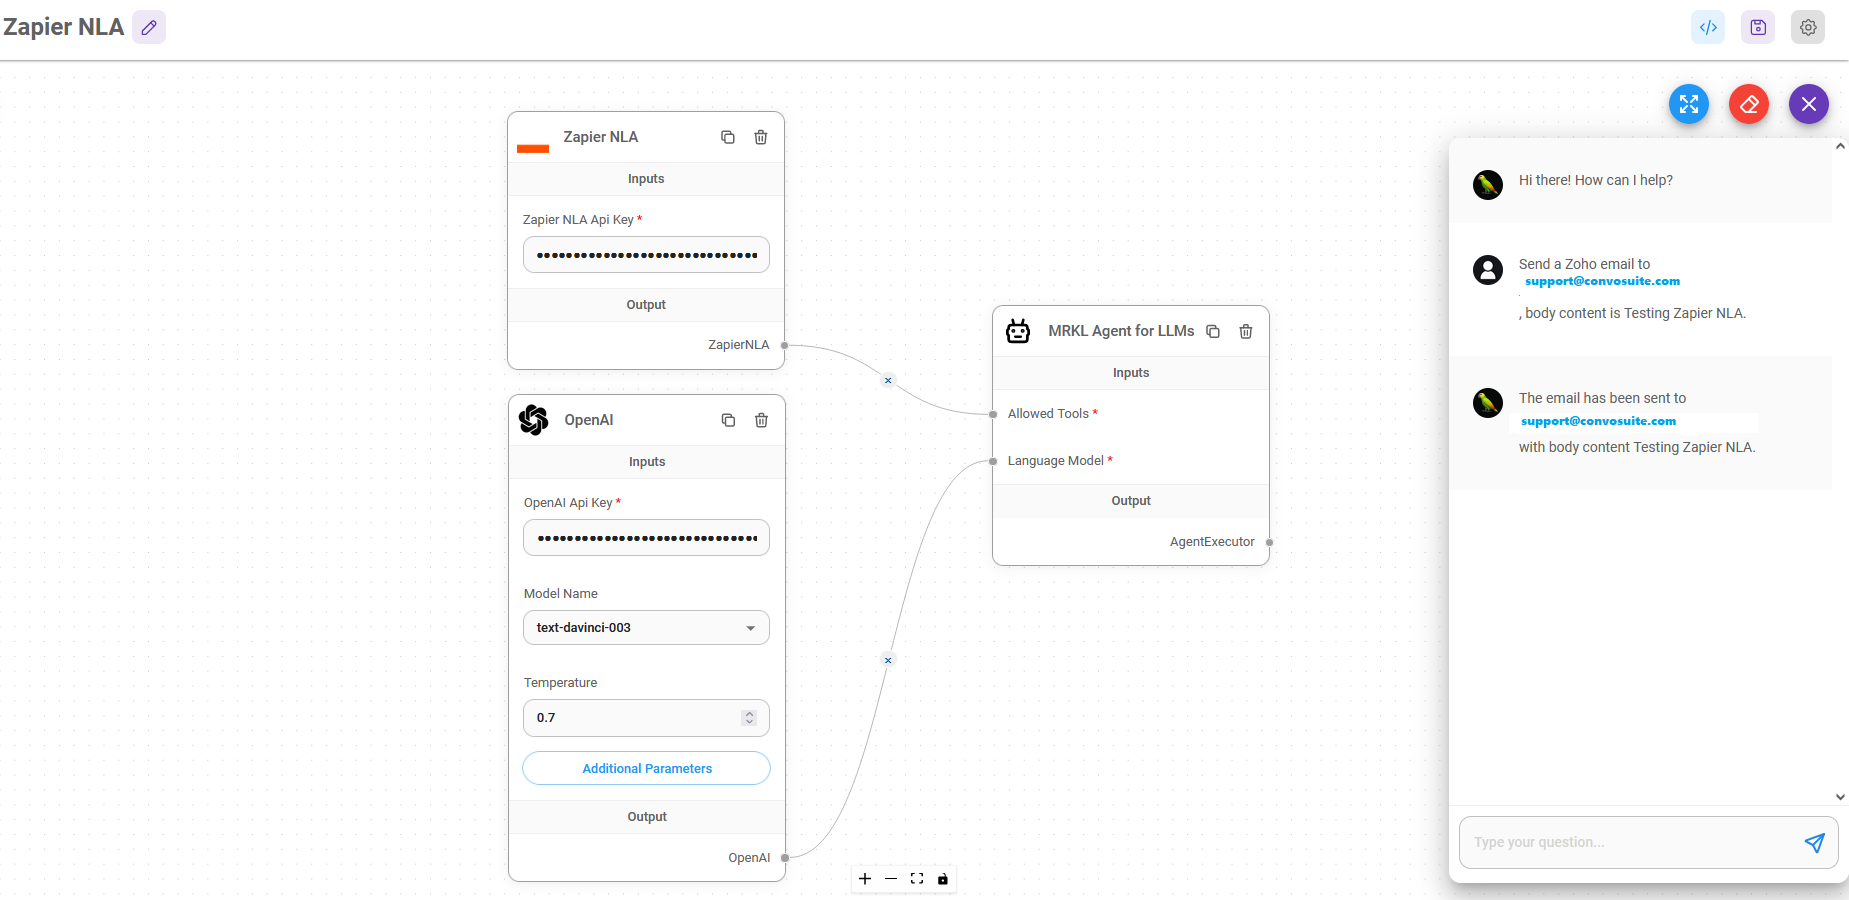 Zapier NLA
Zapier NLA
Inputs
Zapier NLA Api Key *
••••••••••••••••••••••••••••••
Output
ZapierNLA
OpenAI
Inputs
OpenAI Api Key *
••••••••••••••••••••••••••••••
Model Name
text-davinci-003
Temperature
0.7
Additional Parameters
Output
OpenAI
MRKL Agent for LLMs
Inputs
Allowed Tools *
Language Model *
Output
AgentExecutor
Hi there! How can I help?
Send a Zoho email to
support@convosuite.com
, body content is Testing Zapier NLA.
The email has been sent to
support@convosuite.com
with body content Testing Zapier NLA.
Type your question...